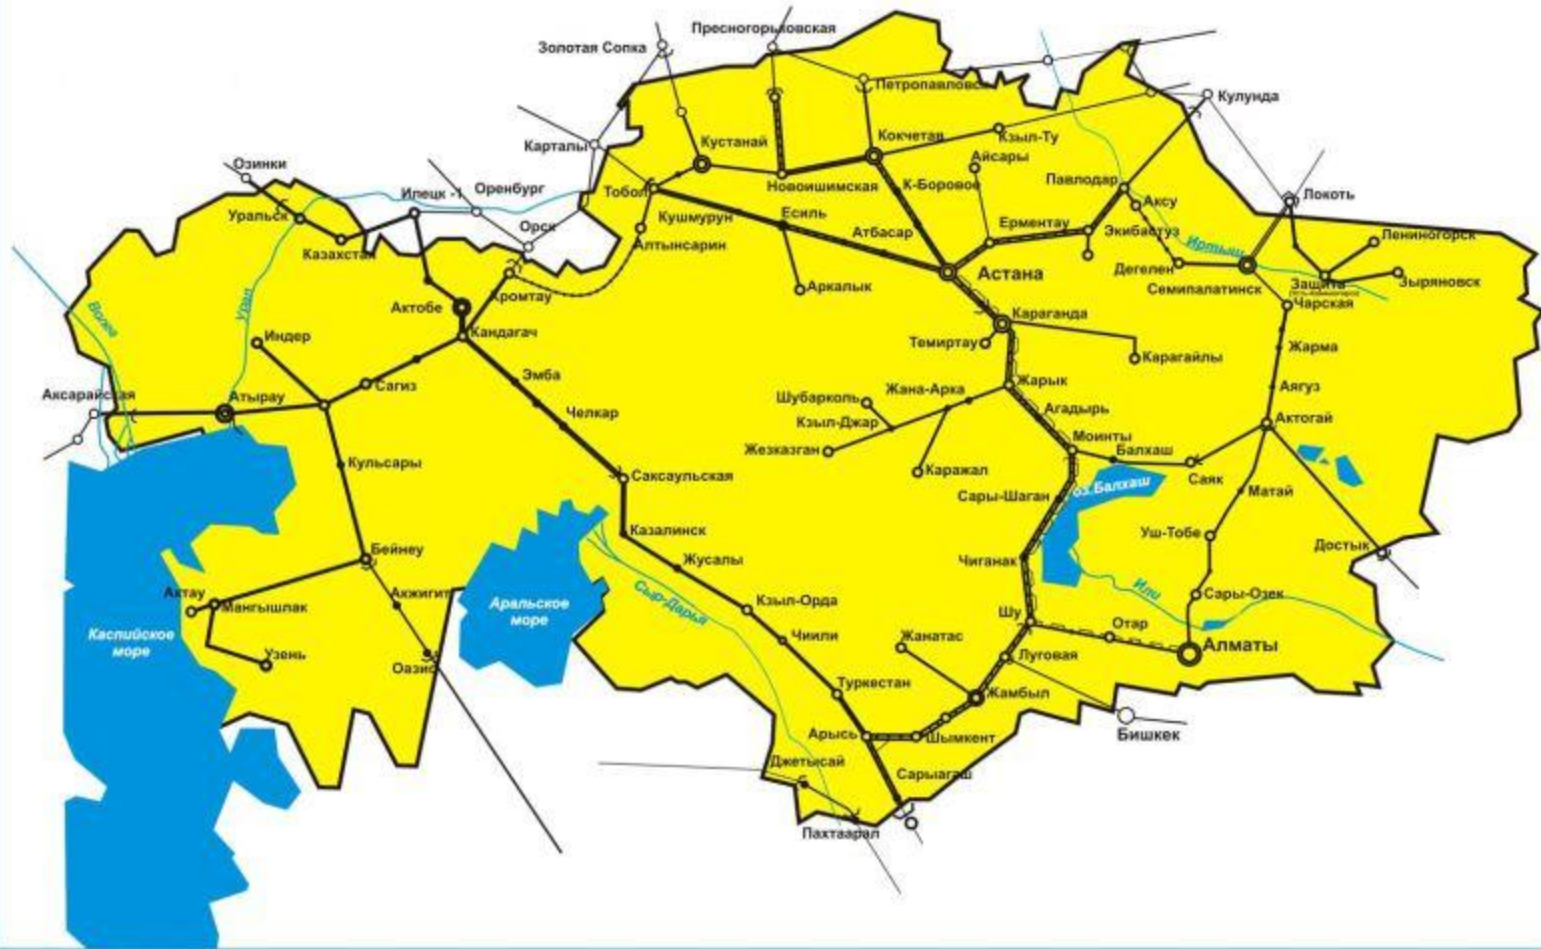 Пресногорьковская
Золотая Сопка
Петропавловск
Кулунда
Кокчетав
Кзыл-Ту
Кустанай
Карталы
Айсары
Озинки
Павлодар
К-Боровое
Новоишимская
Тобол
Илецк -1
Оренбург
Локоть
Аксу
Уральск
Кушмурун
Есиль
Орск
Ерментау
Экибастуз
Атбасар
Лениногорск
Алтынсарин
Иртыш
Казахстан
Астана
Дегелен
Защита
Зыряновск
Семипалатинск
Аркалык
Кромтау
Чарская
Урал
Волга
Актобе
Караганда
Кандагач
Индер
Темиртау
Жарма
Карагайлы
Эмба
Жарык
Сагиз
Аягуз
Жана-Арка
Аксарайская
Атырау
Шубарколь
Агадырь
Челкар
Кзыл-Джар
Актогай
Моинты
Балхаш
Жезказган
Кульсары
Каражал
Саксаульская
Саяк
оз.Балхаш
Матай
Сары-Шаган
Казалинск
Уш-Тобе
Достык
Бейнеу
Жусалы
Чиганак
Или
Актау
Акжигит
Сыр-Дарья
Сары-Озек
Мангышлак
Аральское
море
Кзыл-Орда
Шу
Отар
Каспийское
море
Чиили
Жанатас
Алматы
Узень
Оазис
Луговая
Туркестан
Жамбыл
Арысь
Шымкент
Бишкек
Джетысай
Сарыагаш
Пахтаарал